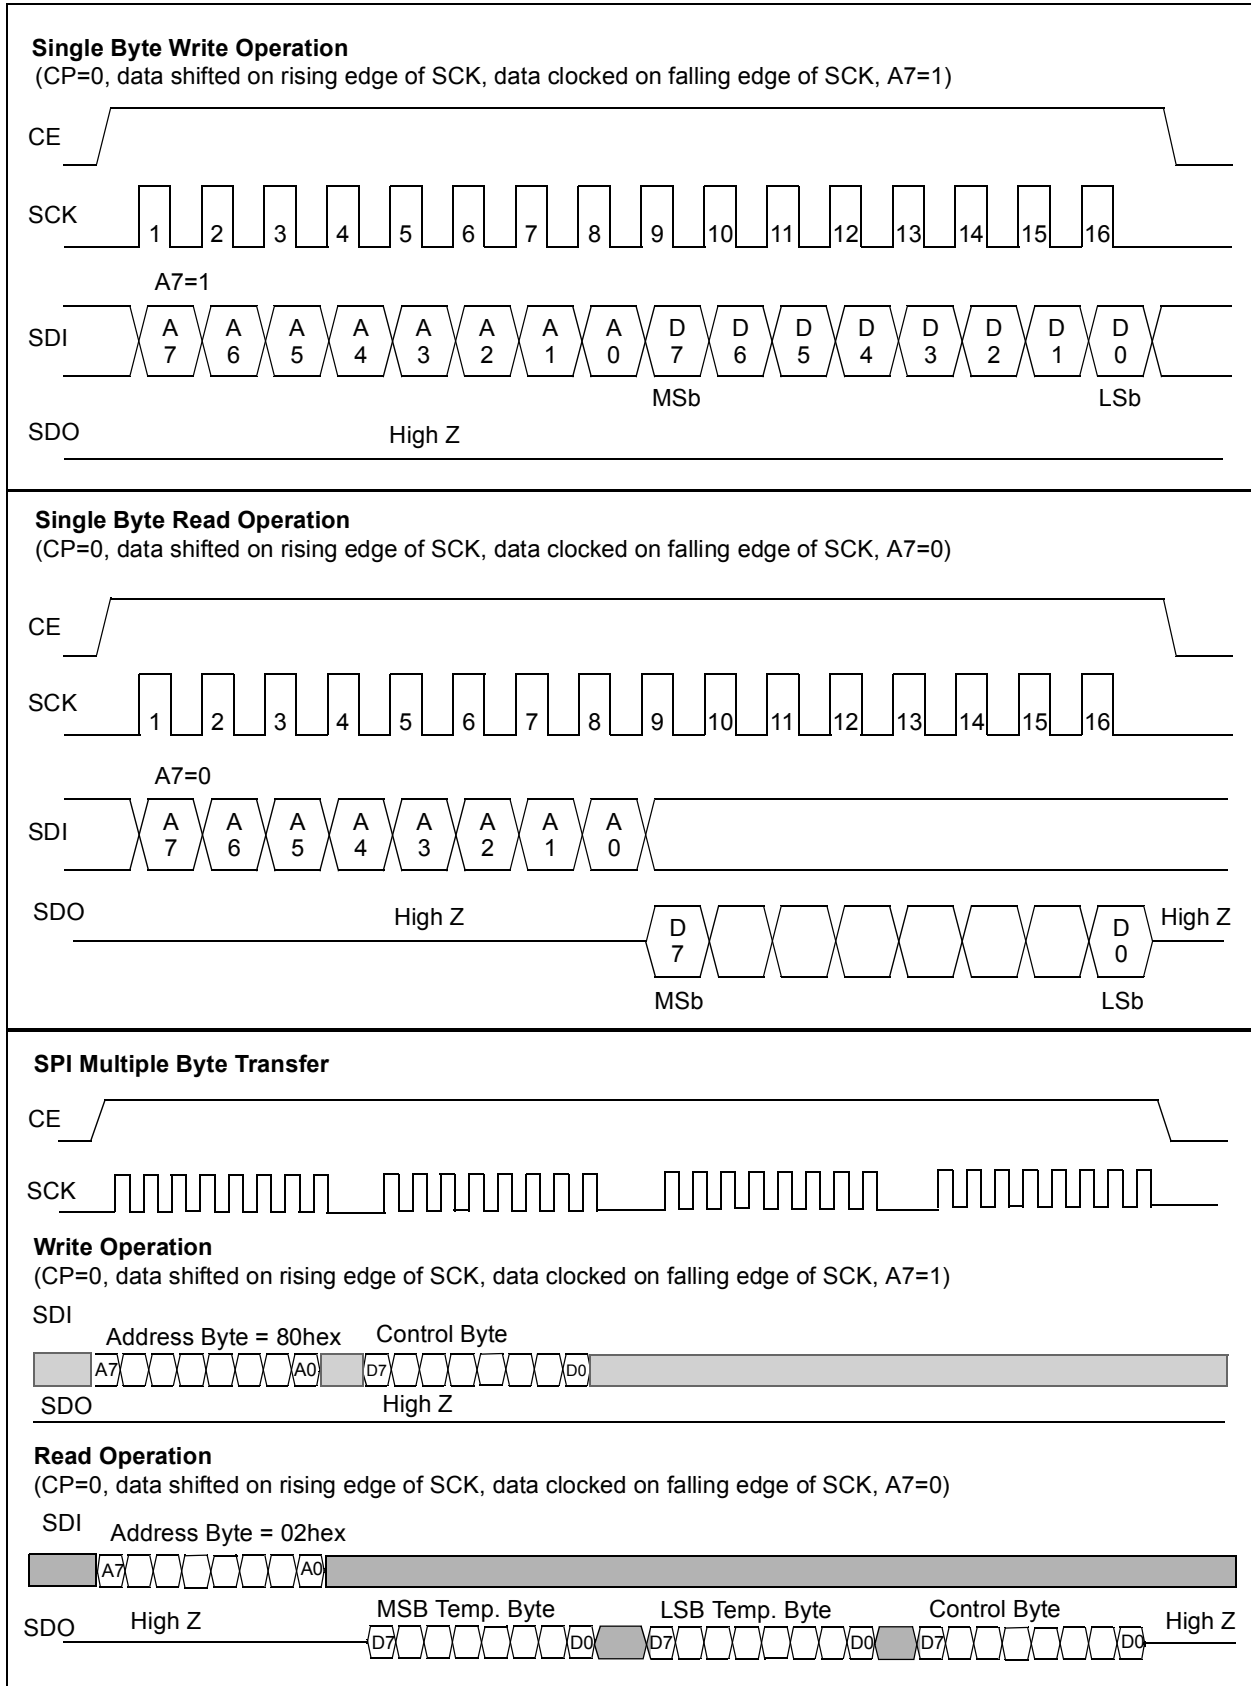 Single Byte Write Operation
(CP=0, data shifted on rising edge of SCK, data clocked on falling edge of SCK, A7=1)
CE
SCK
1 2 3 4 5 6 7 8 9 10 11 12 13 14 15 16
A7=1
SDI
A7 A6 A5 A4 A3 A2 A1 A0 D7 D6 D5 D4 D3 D2 D1 D0
MSb LSb
SDO High Z
Single Byte Read Operation
(CP=0, data shifted on rising edge of SCK, data clocked on falling edge of SCK, A7=0)
CE
SCK
1 2 3 4 5 6 7 8 9 10 11 12 13 14 15 16
A7=0
SDI
A7 A6 A5 A4 A3 A2 A1 A0
SDO High Z D7 D0 High Z
MSb LSb
SPI Multiple Byte Transfer
CE
SCK
Write Operation
(CP=0, data shifted on rising edge of SCK, data clocked on falling edge of SCK, A7=1)
SDI
Address Byte = 80hex Control Byte
A7 A0 D7 D0
SDO High Z
Read Operation
(CP=0, data shifted on rising edge of SCK, data clocked on falling edge of SCK, A7=0)
SDI
Address Byte = 02hex
A7 A0
MSB Temp. Byte LSB Temp. Byte Control Byte
SDO High Z D7 D0 D7 D0 D7 D0 High Z